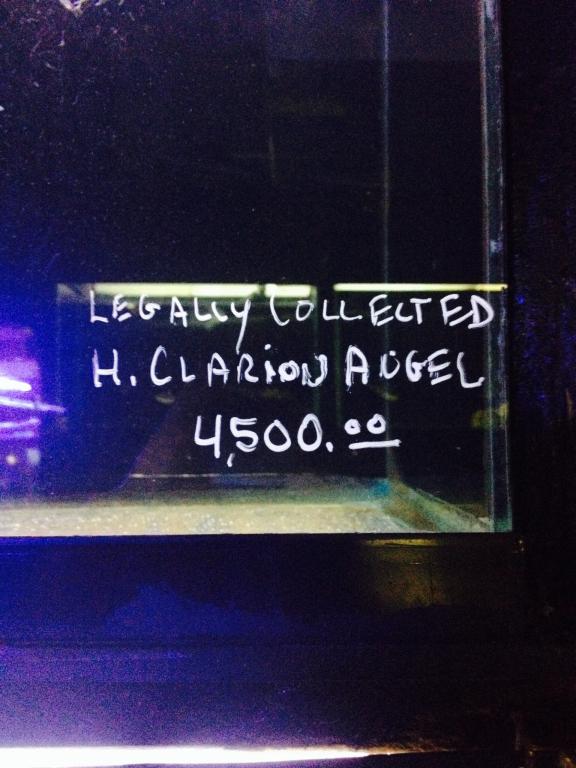 LEGALLY COLLECTED
H. CLARION ANGEL
4,500.00